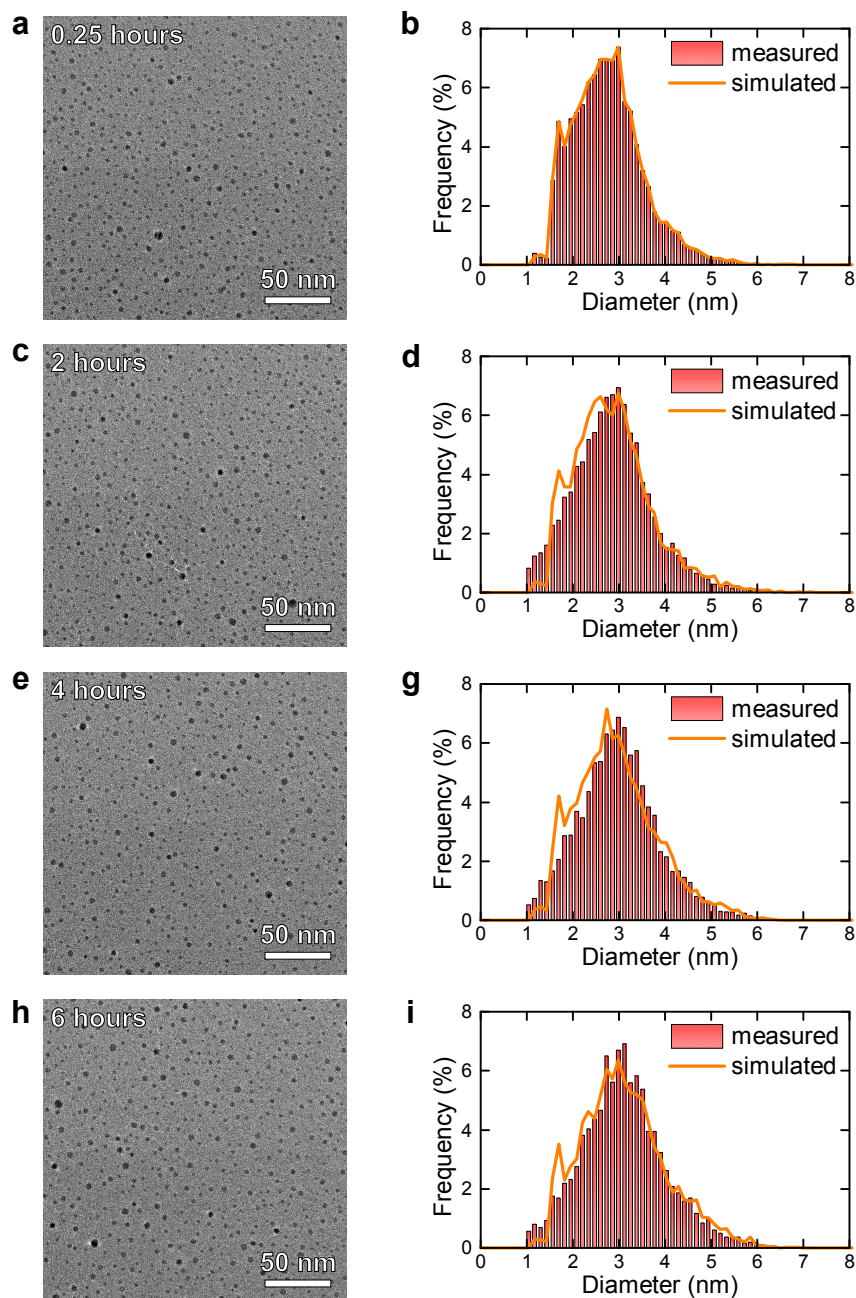 a
0.25 hours
50 nm
b
Frequency (%)
8
6
4
2
0
measured
simulated
0 1 2 3 4 5 6 7 8
Diameter (nm)
c
2 hours
50 nm
d
Frequency (%)
8
6
4
2
0
measured
simulated
0 1 2 3 4 5 6 7 8
Diameter (nm)
e
4 hours
50 nm
g
Frequency (%)
8
6
4
2
0
measured
simulated
0 1 2 3 4 5 6 7 8
Diameter (nm)
h
6 hours
50 nm
i
Frequency (%)
8
6
4
2
0
measured
simulated
0 1 2 3 4 5 6 7 8
Diameter (nm)